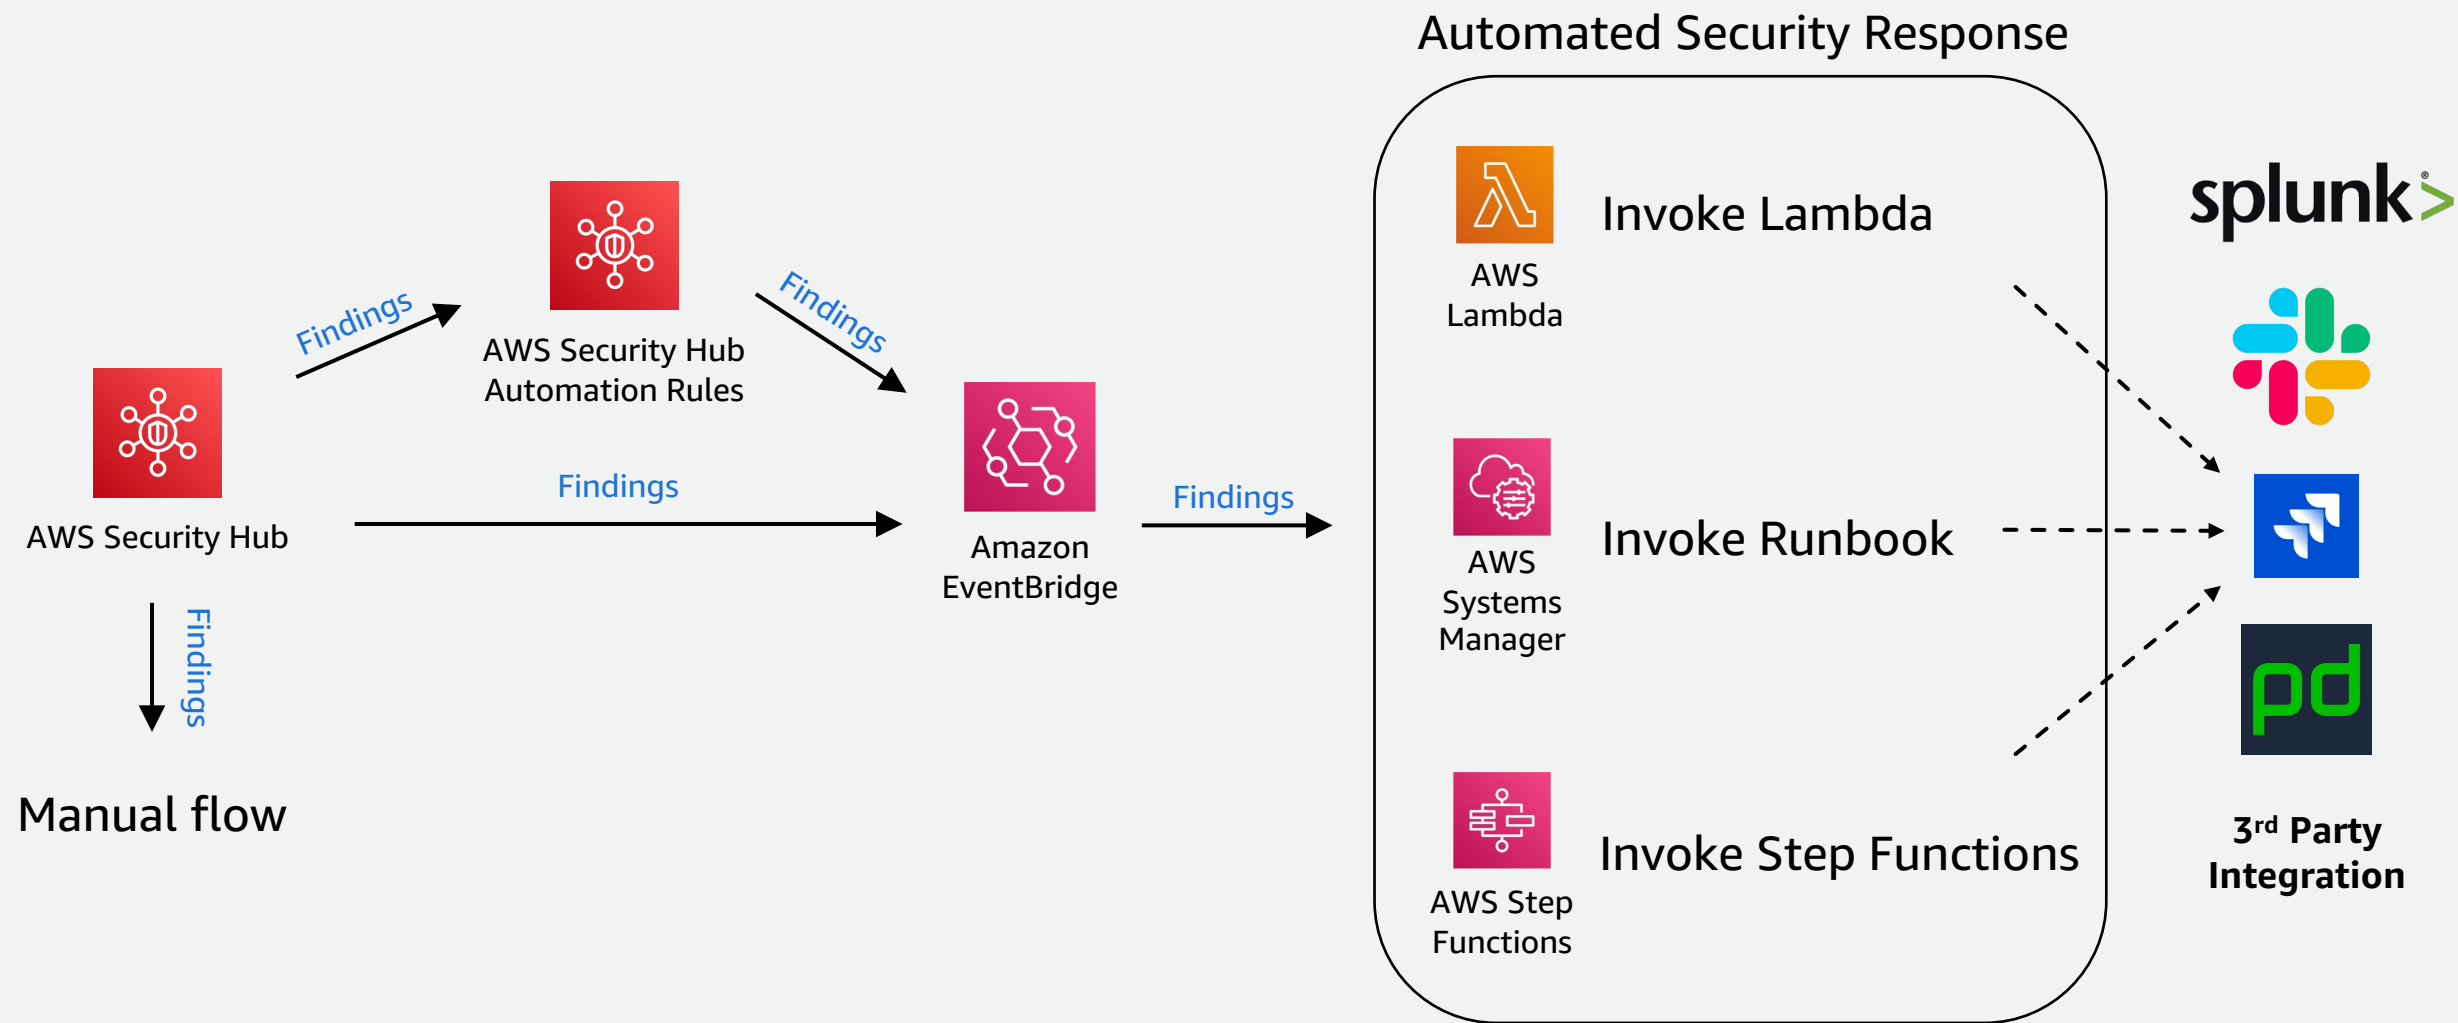 Automated Security Response
Findings
AWS Security Hub
Automation Rules
Findings
AWS Security Hub
Findings
Findings
Manual flow
Amazon
EventBridge
Findings
AWS
Lambda
Invoke Lambda
AWS
Systems
Manager
Invoke Runbook
AWS Step
Functions
Invoke Step Functions
splunk®>
pd
3rd Party
Integration